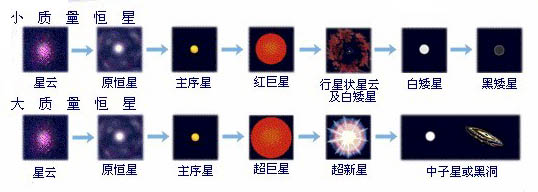 小质量恒星
星云 原恒星 主序星 红巨星 行星状星云及白矮星 白矮星 黑矮星
大质量恒星
星云 原恒星 主序星 超巨星 超新星 中子星或黑洞